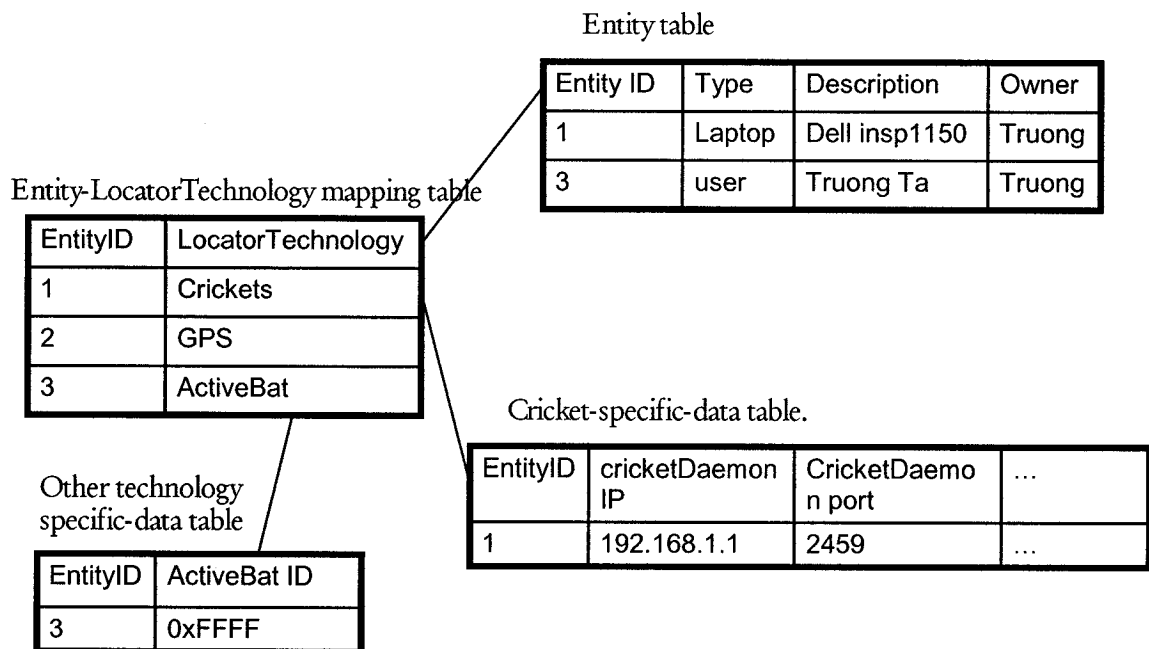 Entity table
Entity ID Type Description Owner
1 Laptop Dell insp1150 Truong
3 user Truong Ta Truong
Entity-LocatorTechnology mapping table
EntityID LocatorTechnology
1 Crickets
2 GPS
3 ActiveBat
Cricket-specific-data table.
EntityID cricketDaemon CricketDaemo ...
IP n port
1 192.168.1.1 2459 ...
Other technology
specific-data table
EntityID ActiveBat ID
3 0xFFFF